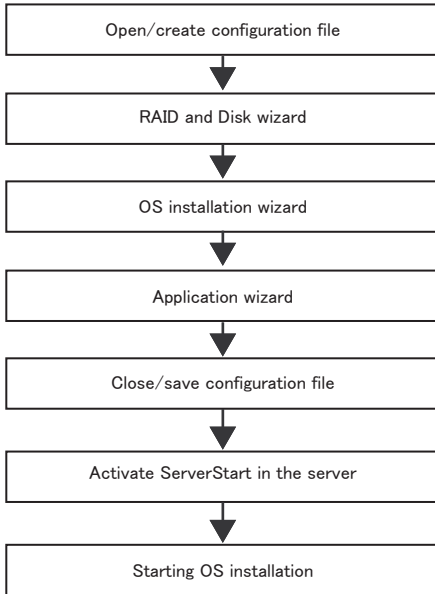 Open/create configuration file
RAID and Disk wizard
OS installation wizard
Application wizard
Close/save configuration file
Activate ServerStart in the server
Starting OS installation